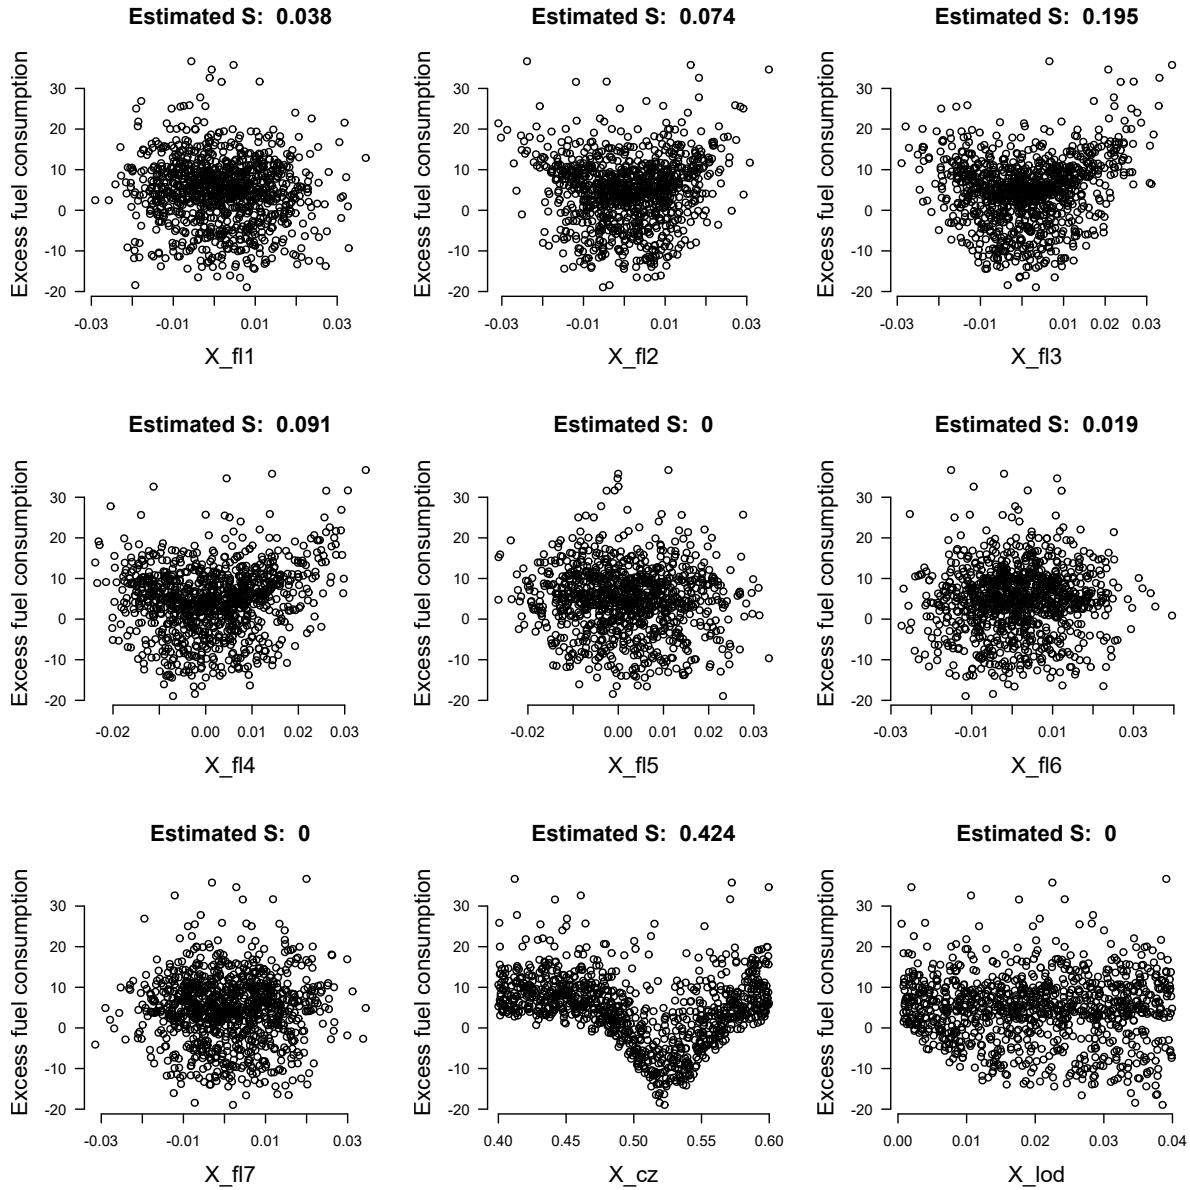 Estimated S:  0.038
Excess fuel consumption
30
20
10
0
-10
-20
-0.03 -0.01 0.01 0.03
X_fl1
Estimated S:  0.074
Excess fuel consumption
30
20
10
0
-10
-20
-0.03 -0.01 0.01 0.03
X_fl2
Estimated S:  0.195
Excess fuel consumption
30
20
10
0
-10
-20
-0.03 -0.01 0.01 0.02 0.03
X_fl3
Estimated S:  0.091
Excess fuel consumption
30
20
10
0
-10
-20
-0.02 0.00 0.01 0.02 0.03
X_fl4
Estimated S:  0
Excess fuel consumption
30
20
10
0
-10
-20
-0.02 0.00 0.01 0.02 0.03
X_fl5
Estimated S:  0.019
Excess fuel consumption
30
20
10
0
-10
-20
-0.03 -0.01 0.01 0.03
X_fl6
Estimated S:  0
Excess fuel consumption
30
20
10
0
-10
-20
-0.03 -0.01 0.01 0.03
X_fl7
Estimated S:  0.424
Excess fuel consumption
30
20
10
0
-10
-20
0.40 0.45 0.50 0.55 0.60
X_cz
Estimated S:  0
Excess fuel consumption
30
20
10
0
-10
-20
0.00 0.01 0.02 0.03 0.04
X_lod